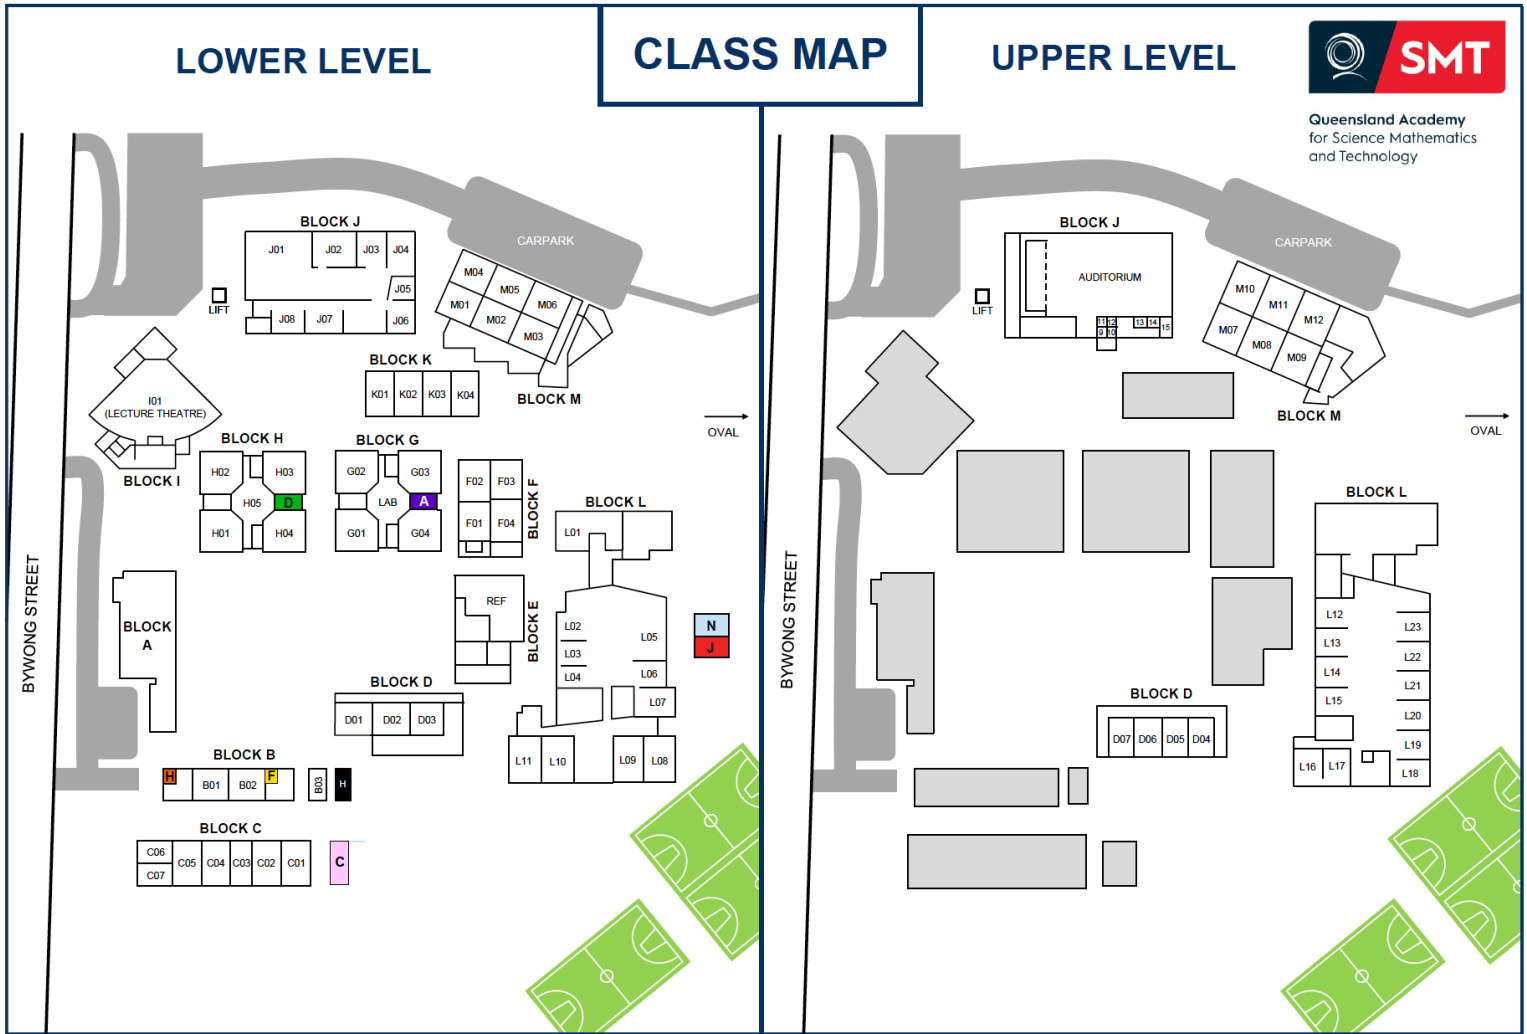 LOWER LEVEL
CLASS MAP
UPPER LEVEL
SMT
Queensland Academy
for Science Mathematics
and Technology
BLOCK J
CARPARK
J01
J02
J03
J04
J05
J06
J07
J08
LIFT
M04
M05
M06
M01
M02
M03
BLOCK M
BLOCK K
K01
K02
K03
K04
I01
(LECTURE THEATRE)
BLOCK I
OVAL
BLOCK H
H02
H03
H05
D
H01
H04
BLOCK G
G02
G03
LAB
A
G01
G04
F02
F03
F01
F04
BLOCK F
BLOCK L
L01
L02
L03
L04
L05
L06
L07
L11
L10
L09
L08
REF
BLOCK E
N
J
BYWONG STREET
BLOCK
A
BLOCK D
D01
D02
D03
BLOCK B
H
B01
B02
F
B03
H
BLOCK C
C06
C07
C05
C04
C03
C02
C01
C
BLOCK J
CARPARK
AUDITORIUM
11
12
9
10
13
14
15
LIFT
M10
M11
M12
M07
M08
M09
BLOCK M
OVAL
BLOCK L
L12
L13
L14
L15
L23
L22
L21
L20
L19
L18
L16
L17
BYWONG STREET
BLOCK D
D07
D06
D05
D04